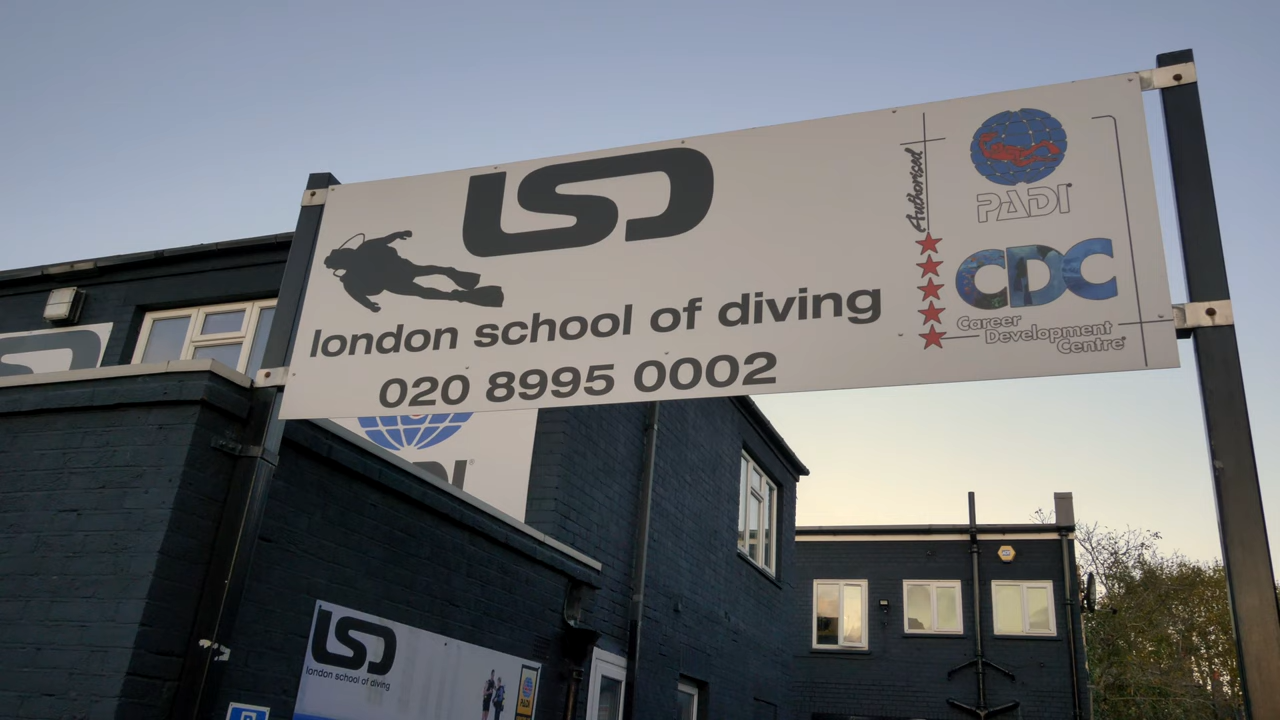 LSD
london school of diving
020 8995 0002
Authorised
PADI
CDC
Career
Development
Centre
LSD
london school of diving
PADI